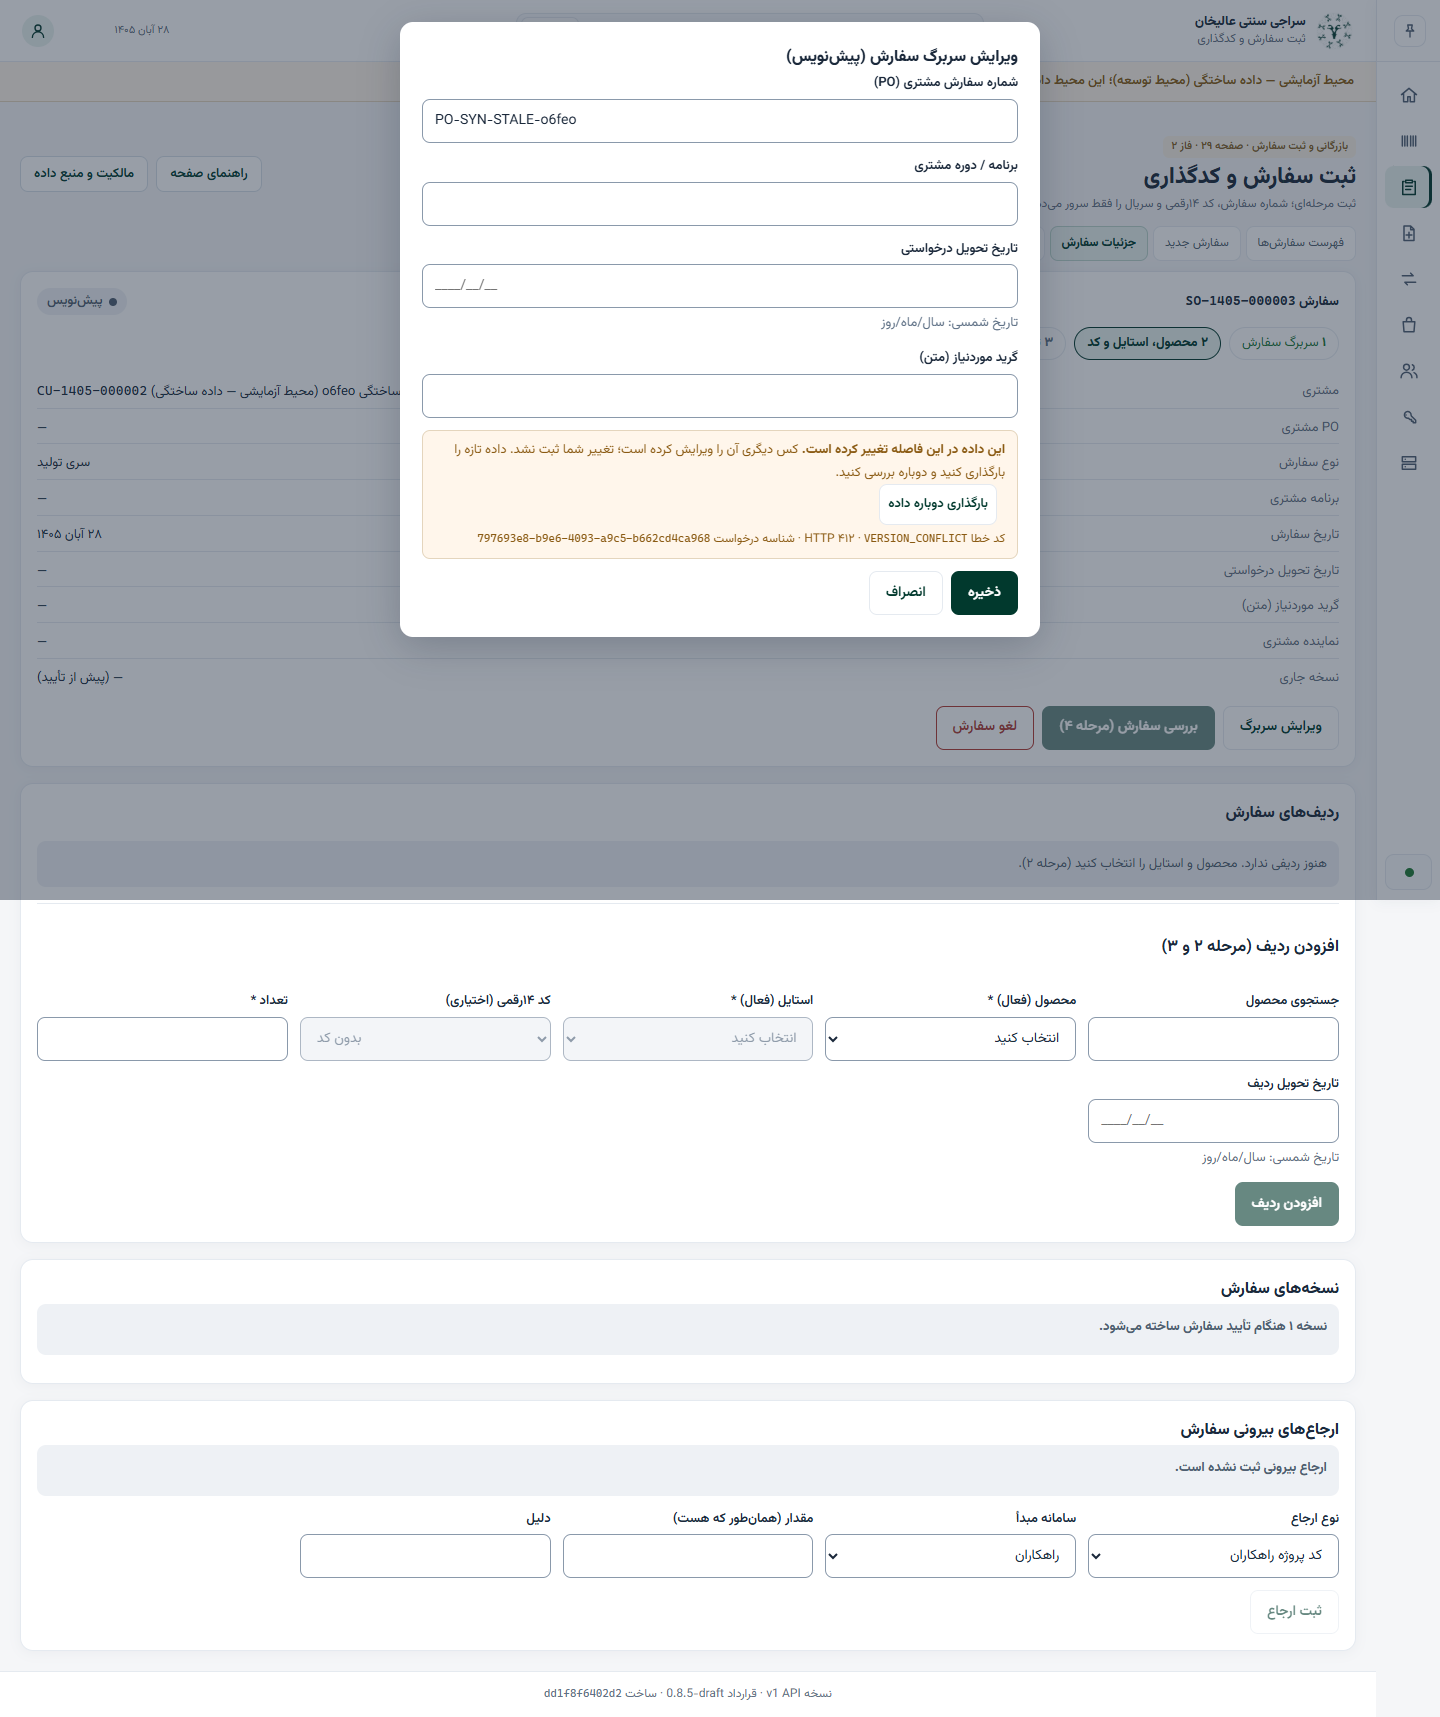 سراجی سنتی عالیخان
ثبت سفارش و کدگذاری
۲۸ آبان ۱۴۰۵
محیط آزمایشی — داده ساختگی (محیط توسعه)؛ این محیط
بازرگانی و ثبت سفارش · صفحه ۲۹ · فاز ۲
ثبت سفارش و کدگذاری
ثبت مرحله‌ای؛ شماره سفارش، کد ۱۴رقمی و سریال را فقط سرور
راهنمای صفحه
مالکیت و منبع داده
فهرست سفارش‌ها
سفارش جدید
جزئیات سفارش
سفارش SO-1405-000003
پیش‌نویس
۱ سربرگ سفارش
۲ محصول، استایل و کد
۳
مشتری
ساختگی o6feo (محیط آزمایشی — داده ساختگی) CU-1405-000002
PO مشتری
—
نوع سفارش
سری تولید
برنامه مشتری
—
تاریخ سفارش
۲۸ آبان ۱۴۰۵
تاریخ تحویل درخواستی
—
گرید موردنیاز (متن)
—
نماینده مشتری
—
نسخه جاری
— (پیش از تأیید)
ویرایش سربرگ
بررسی سفارش (مرحله ۴)
لغو سفارش
ویرایش سربرگ سفارش (پیش‌نویس)
شماره سفارش مشتری (PO)
PO-SYN-STALE-o6feo
برنامه / دوره مشتری
تاریخ تحویل درخواستی
____/__/__
تاریخ شمسی: سال/ماه/روز
گرید موردنیاز (متن)
این داده در این فاصله تغییر کرده است. کس دیگری آن را ویرایش کرده است؛ تغییر شما ثبت نشد. داده تازه را
بارگذاری کنید و دوباره بررسی کنید.
بارگذاری دوباره داده
کد خطا VERSION_CONFLICT · HTTP ۴۱۲ · شناسه درخواست 797693e8-b9e6-4093-a9c5-b662cd4ca968
ذخیره
انصراف
ردیف‌های سفارش
هنوز ردیفی ندارد. محصول و استایل را انتخاب کنید (مرحله ۲).
افزودن ردیف (مرحله ۲ و ۳)
جستجوی محصول
محصول (فعال) *
استایل (فعال) *
کد ۱۴رقمی (اختیاری)
تعداد *
انتخاب کنید
انتخاب کنید
بدون کد
تاریخ تحویل ردیف
____/__/__
تاریخ شمسی: سال/ماه/روز
افزودن ردیف
نسخه‌های سفارش
نسخه ۱ هنگام تأیید سفارش ساخته می‌شود.
ارجاع‌های بیرونی سفارش
ارجاع بیرونی ثبت نشده است.
نوع ارجاع
سامانه مبدأ
مقدار (همان‌طور که هست)
دلیل
کد پروژه راهکاران
راهکاران
ثبت ارجاع
نسخه API v1 · قرارداد 0.8.5-draft · ساخت dd1f8f6402d2